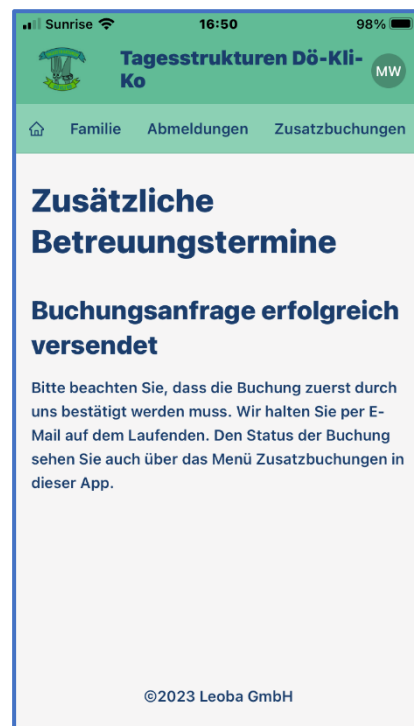 Sunrise 16:50 98%
Tagesstrukturen Dö-Kli-
Ko
MW
Familie Abmeldungen Zusatzbuchungen
Zusätzliche
Betreuungstermine
Buchungsanfrage erfolgreich
versendet
Bitte beachten Sie, dass die Buchung zuerst durch
uns bestätigt werden muss. Wir halten Sie per E-
Mail auf dem Laufenden. Den Status der Buchung
sehen Sie auch über das Menü Zusatzbuchungen in
dieser App.
©2023 Leoba GmbH